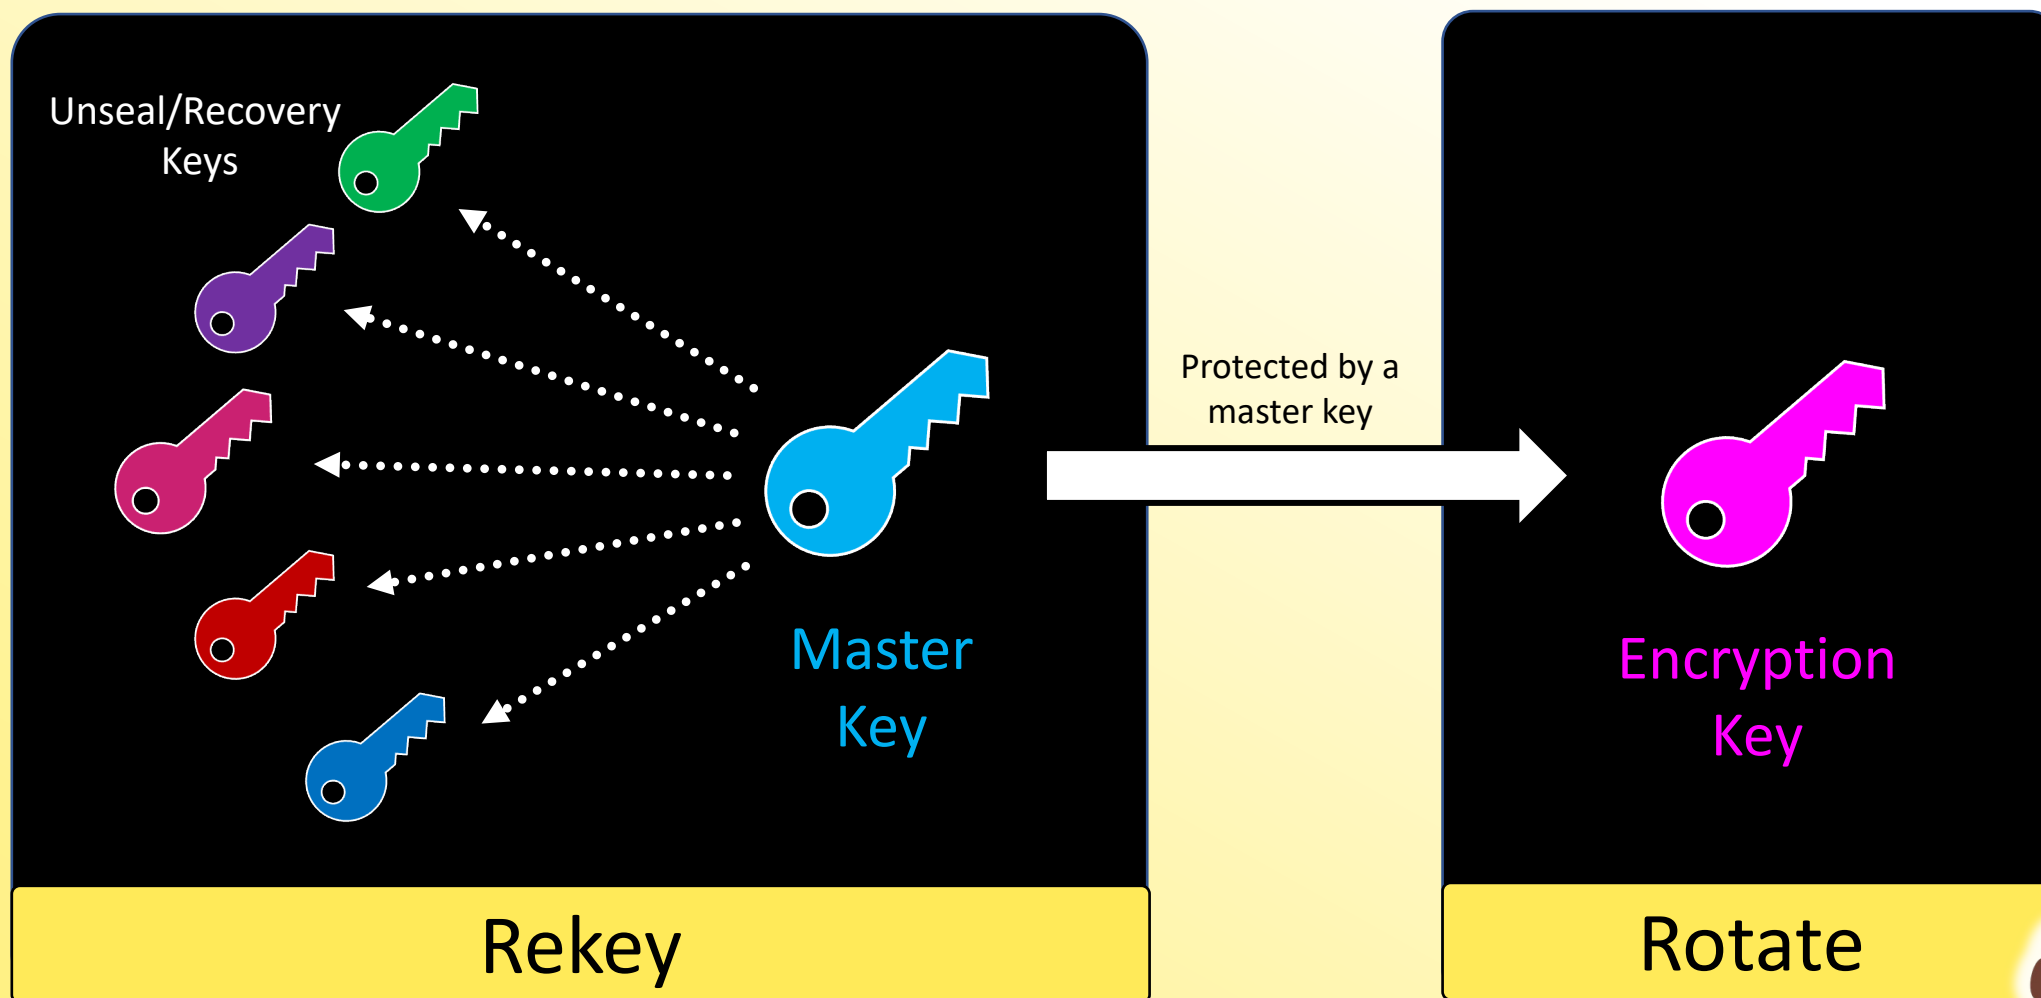 Unseal/Recovery
Keys
Protected by a
master key
Master
Key
Encryption
Key
Rekey
Rotate